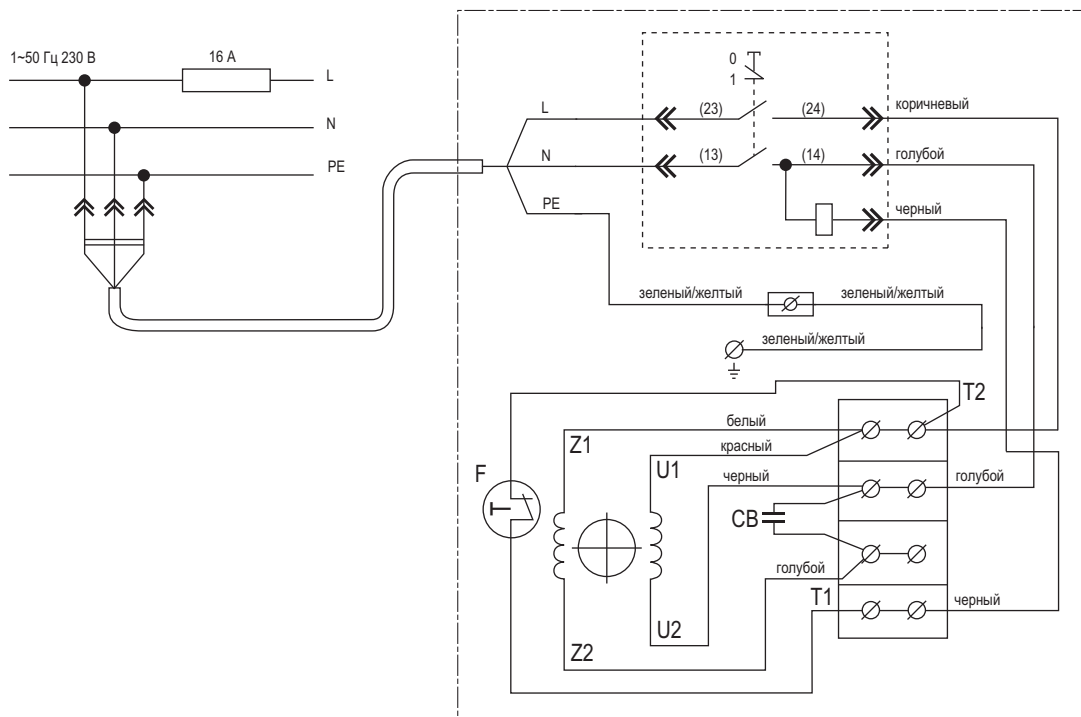 1~50 Гц 230 В
16 А
L
N
PE
0
1
L
(23)
(24)
коричневый
N
(13)
(14)
голубой
PE
черный
зеленый/желтый
зеленый/желтый
зеленый/желтый
T2
белый
Z1
красный
F
U1
черный
голубой
T
CB
голубой
T1
черный
U2
Z2